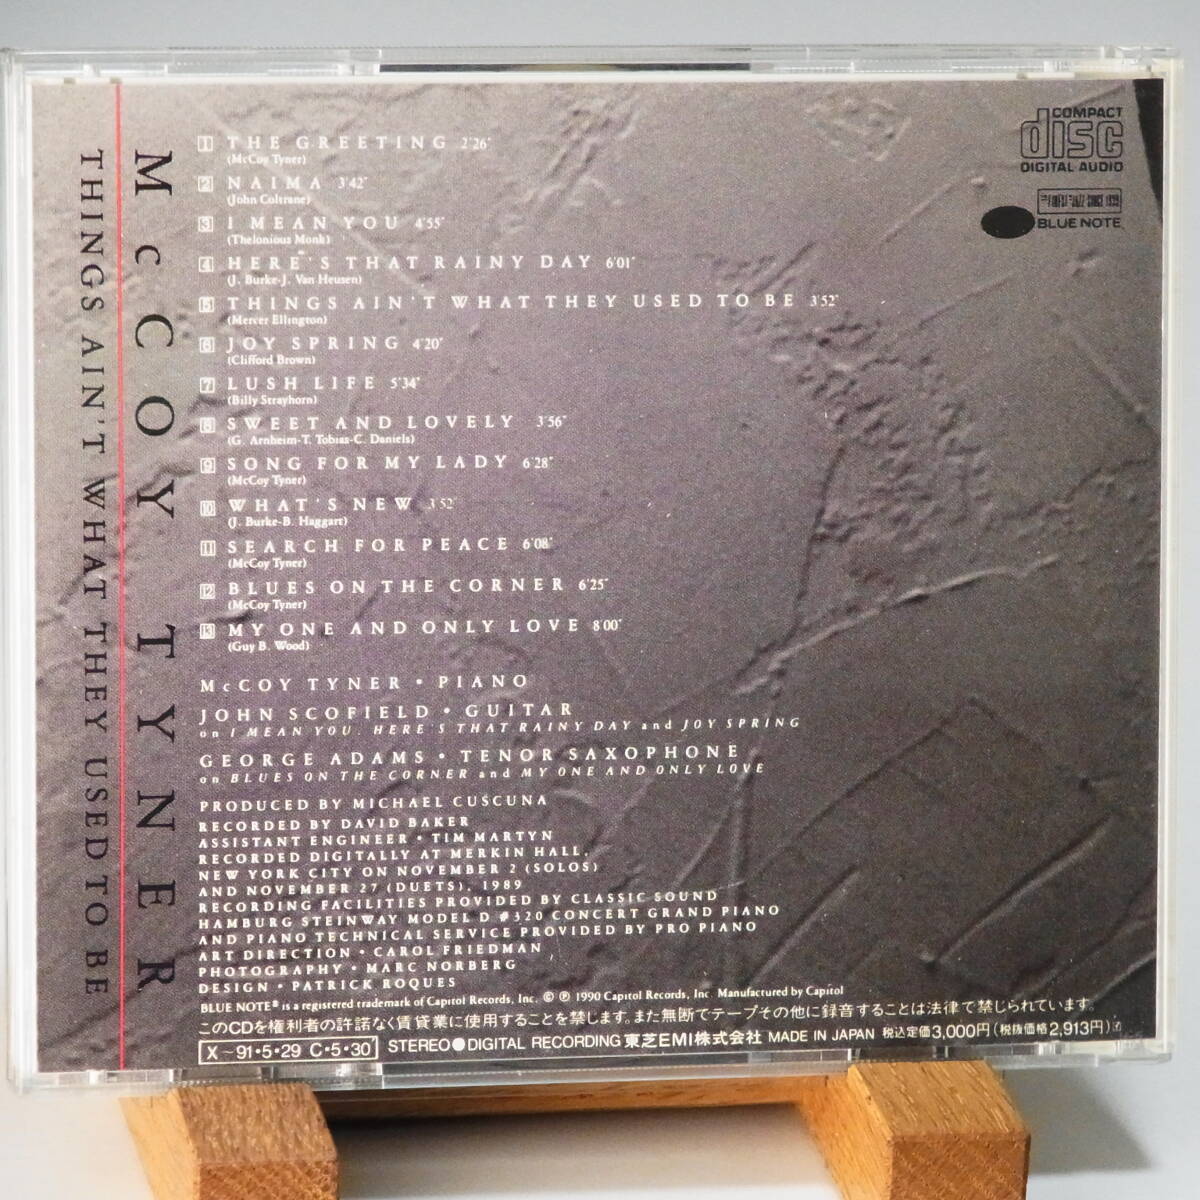 McCOY TYNER
THINGS AIN'T WHAT THEY USED TO BE
1 THE GREETING 2'26"
(McCoy Tyner)
2 NAIMA 3'42"
(John Coltrane)
3 I MEAN YOU 4'55"
(Thelonious Monk)
4 HERE'S THAT RAINY DAY 6'01"
(J. Burke-J. Van Heusen)
5 THINGS AIN'T WHAT THEY USED TO BE 3'52"
(Mercer Ellington)
6 JOY SPRING 4'20"
(Clifford Brown)
7 LUSH LIFE 5'34"
(Billy Strayhorn)
8 SWEET AND LOVELY 3'56"
(G. Arnheim-T. Tobias-C. Daniels)
9 SONG FOR MY LADY 6'28"
(McCoy Tyner)
10 WHAT'S NEW 3'52"
(J. Burke-B. Haggart)
11 SEARCH FOR PEACE 6'08"
(McCoy Tyner)
12 BLUES ON THE CORNER 6'25"
(McCoy Tyner)
13 MY ONE AND ONLY LOVE 8'00"
(Guy B. Wood)
McCOY TYNER • PIANO
JOHN SCOFIELD • GUITAR
on I MEAN YOU, HERE'S THAT RAINY DAY and JOY SPRING
GEORGE ADAMS • TENOR SAXOPHONE
on BLUES ON THE CORNER and MY ONE AND ONLY LOVE
PRODUCED BY MICHAEL CUSCUNA
RECORDED BY DAVID BAKER
ASSISTANT ENGINEER • TIM MARTYN
RECORDED DIGITALLY AT MERKIN HALL,
NEW YORK CITY ON NOVEMBER 2 (SOLOS)
AND NOVEMBER 27 (DUETS), 1989
RECORDING FACILITIES PROVIDED BY CLASSIC SOUND
HAMBURG STEINWAY MODEL D #320 CONCERT GRAND PIANO
AND PIANO TECHNICAL SERVICE PROVIDED BY PRO PIANO
ART DIRECTION • CAROL FRIEDMAN
PHOTOGRAPHY • MARC NORBERG
DESIGN • PATRICK ROQUES
BLUE NOTE® is a registered trademark of Capitol Records, Inc. © ℗ 1990 Capitol Records, Inc. Manufactured by Capitol
このCDを権利者の許諾なく賃貸業に使用することを禁じます。また無断でテープその他に録音することは法律で禁じられています。
X~91·5·29 C·5·30 STEREO●DIGITAL RECORDING 東芝EMI株式会社 MADE IN JAPAN 税込定価3,000円(税抜価格2,913円)
COMPACT
disc
DIGITAL AUDIO
BLUE NOTE